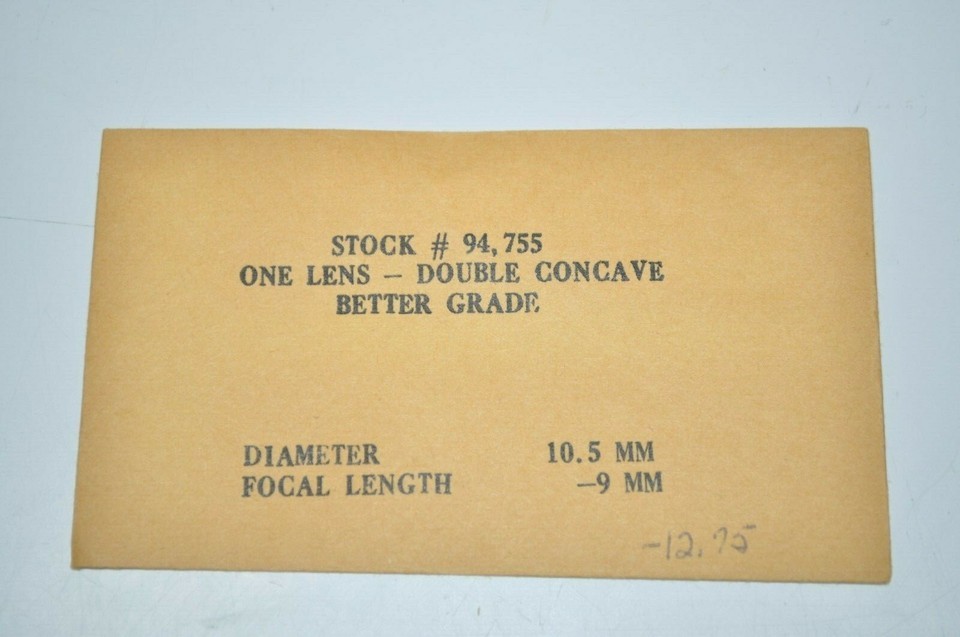 STOCK # 94,755
ONE LENS – DOUBLE CONCAVE
BETTER GRADE
DIAMETER 10.5 MM
FOCAL LENGTH –9 MM
-12.75